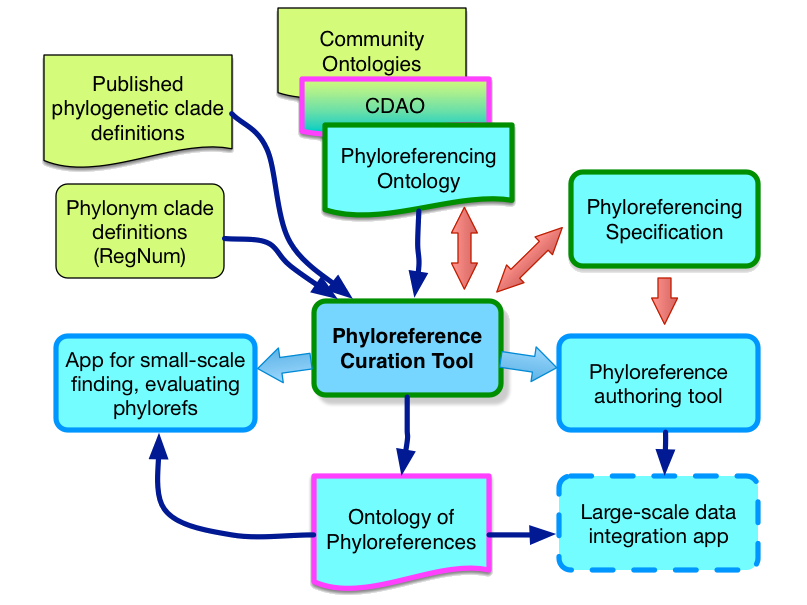 Community
Ontologies
Published
phylogenetic clade
definitions
CDAO
Phyloreferencing
Ontology
Phylonym clade
definitions
(RegNum)
Phyloreferencing
Specification
Phyloreference
Curation Tool
App for small-scale
finding, evaluating
phylorefs
Phyloreference
authoring tool
Ontology of
Phyloreferences
Large-scale data
integration app